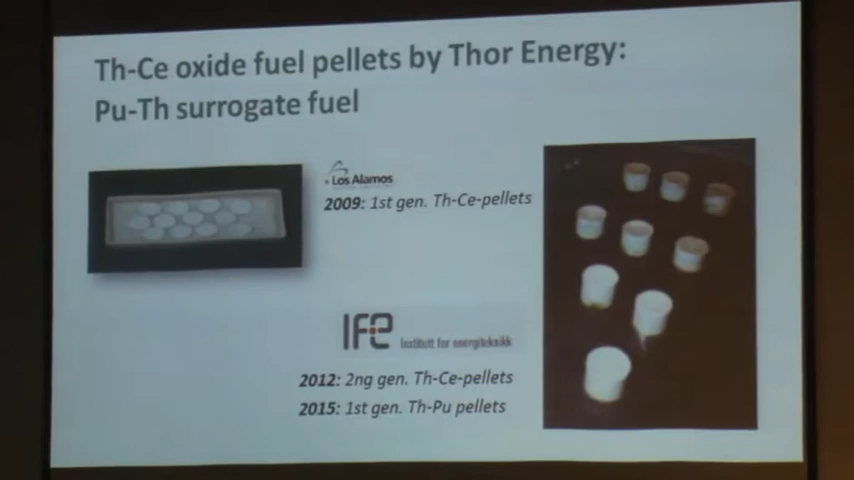 Th-Ce oxide fuel pellets by Thor Energy:
Pu-Th surrogate fuel
Los Alamos
2009: 1st gen. Th-Ce-pellets
IFE
Institutt for energiteknikk
2012: 2ng gen. Th-Ce-pellets
2015: 1st gen. Th-Pu pellets